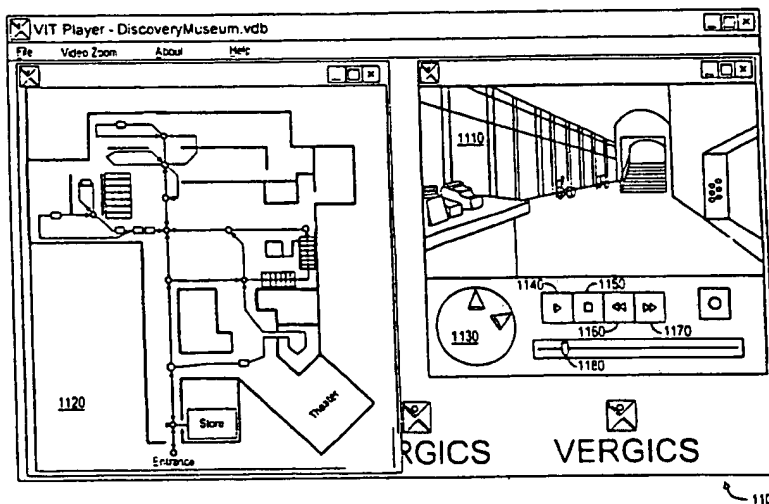 VIT Player - DiscoveryMuseum.vdb
File Video Zoom About Help
1110
1140
1150
1130
1160
1170
1180
1120
Store
Theater
Entrance
RGICS
VERGICS
110